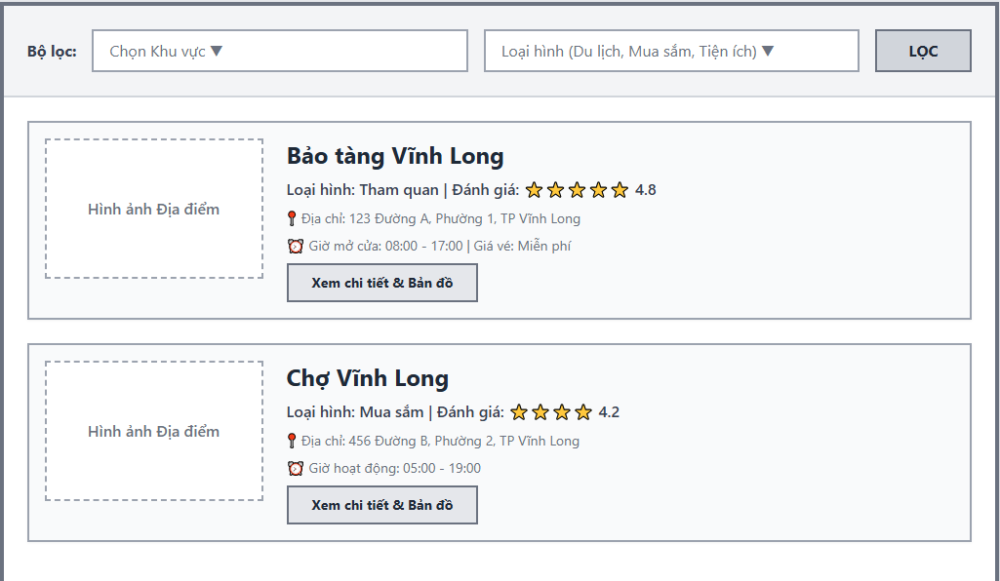 Bộ lọc: Chọn Khu vực ▼ Loại hình (Du lịch, Mua sắm, Tiện ích) ▼ LỌC
Hình ảnh Địa điểm
Bảo tàng Vĩnh Long
Loại hình: Tham quan | Đánh giá: ⭐⭐⭐⭐⭐ 4.8
📍 Địa chỉ: 123 Đường A, Phường 1, TP Vĩnh Long
⏰ Giờ mở cửa: 08:00 - 17:00 | Giá vé: Miễn phí
Xem chi tiết & Bản đồ
Hình ảnh Địa điểm
Chợ Vĩnh Long
Loại hình: Mua sắm | Đánh giá: ⭐⭐⭐⭐ 4.2
📍 Địa chỉ: 456 Đường B, Phường 2, TP Vĩnh Long
⏰ Giờ hoạt động: 05:00 - 19:00
Xem chi tiết & Bản đồ